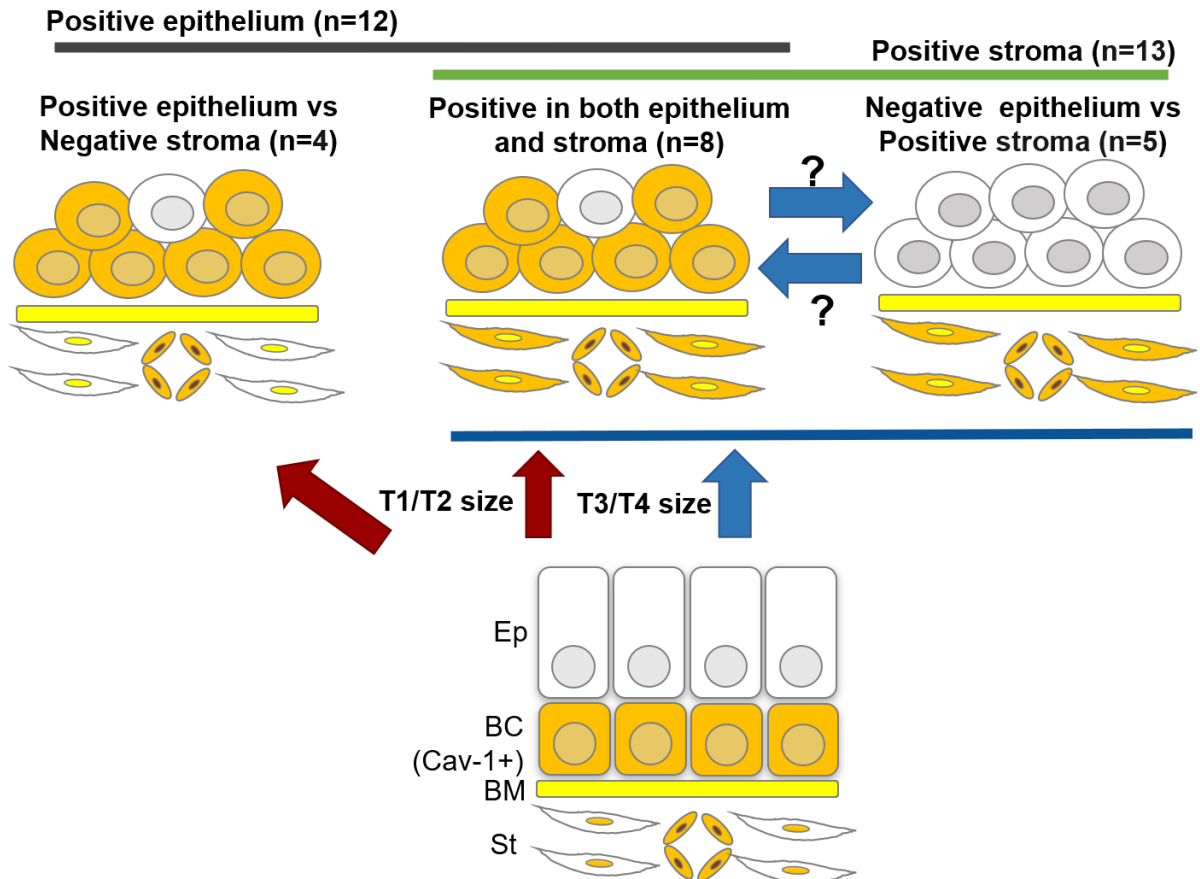 Positive epithelium (n=12)
Positive stroma (n=13)
Positive epithelium vs
Negative stroma (n=4)
Positive in both epithelium
and stroma (n=8)
Negative  epithelium vs
Positive stroma (n=5)
?
?
T1/T2 size
T3/T4 size
Ep
BC
(Cav-1+)
BM
St